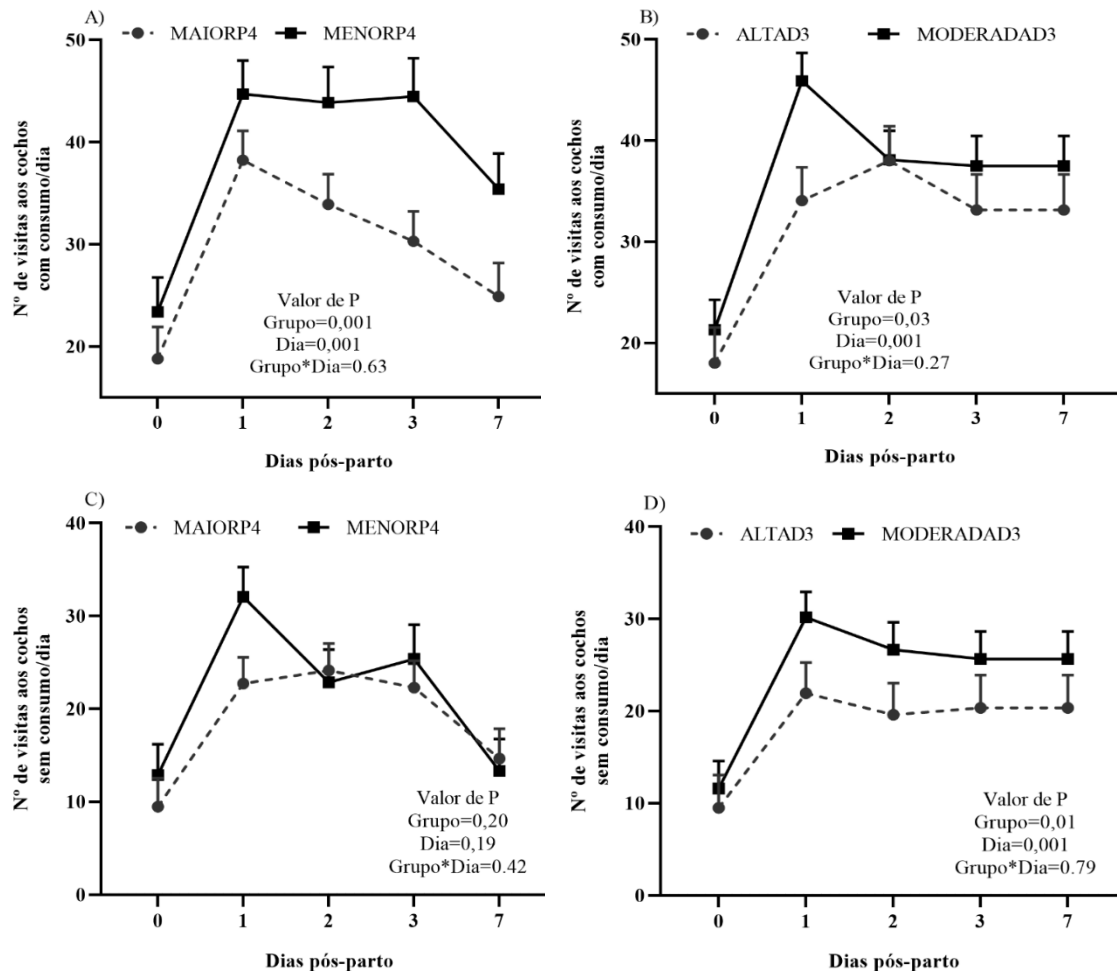 A)
MAIORP4 MENORP4
50
40
30
20
Nº de visitas aos cochos
com consumo/dia
Valor de P
Grupo=0,001
Dia=0,001
Grupo*Dia=0.63
0 1 2 3 7
Dias pós-parto
B)
ALTAD3 MODERADAD3
50
40
30
20
Nº de visitas aos cochos
com consumo/dia
Valor de P
Grupo=0,03
Dia=0,001
Grupo*Dia=0.27
0 1 2 3 7
Dias pós-parto
C)
MAIORP4 MENORP4
40
30
20
10
0
Nº de visitas aos cochos
sem consumo/dia
Valor de P
Grupo=0,20
Dia=0,19
Grupo*Dia=0.42
0 1 2 3 7
Dias pós-parto
D)
ALTAD3 MODERADAD3
40
30
20
10
0
Nº de visitas aos cochos
sem consumo/dia
Valor de P
Grupo=0,01
Dia=0,001
Grupo*Dia=0.79
0 1 2 3 7
Dias pós-parto